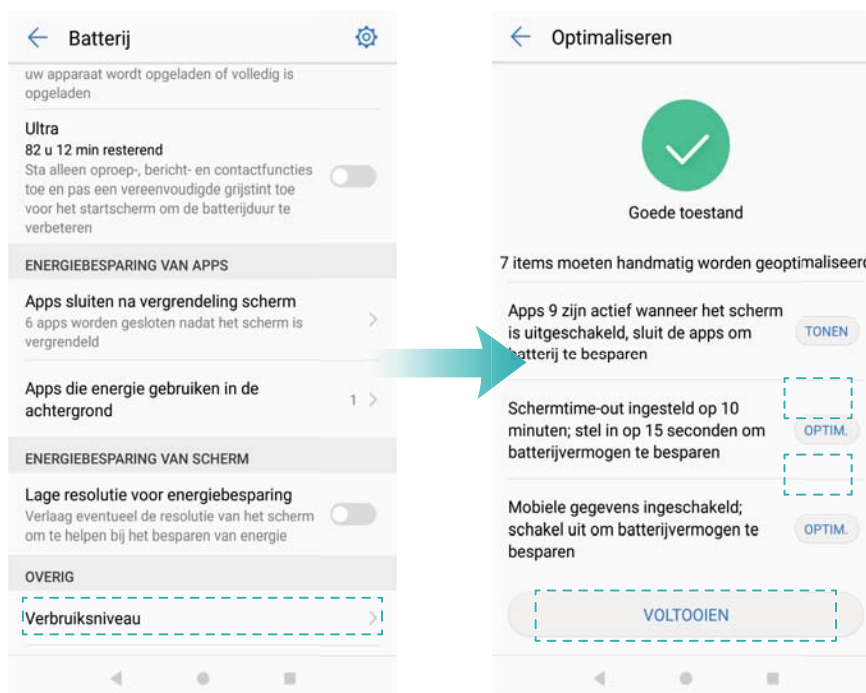 Batterij
uw apparaat wordt opgeladen of volledig is
opgeladen
Ultra
82 u 12 min resterend
Sta alleen oproep-, bericht- en contactfuncties
toe en pas een vereenvoudigde grijstint toe
voor het startscherm om de batterijduur te
verbeteren
ENERGIEBESPARING VAN APPS
Apps sluiten na vergrendeling scherm
6 apps worden gesloten nadat het scherm is
vergrendeld
Apps die energie gebruiken in de
achtergrond
1
ENERGIEBESPARING VAN SCHERM
Lage resolutie voor energiebesparing
Verlaag eventueel de resolutie van het scherm
om te helpen bij het besparen van energie
OVERIG
Verbruiksniveau
Optimaliseren
Goede toestand
7 items moeten handmatig worden geoptimaliseerd
Apps 9 zijn actief wanneer het scherm
is uitgeschakeld, sluit de apps om
batterij te besparen
TONEN
Schermtime-out ingesteld op 10
minuten; stel in op 15 seconden om
batterijvermogen te besparen
OPTIM.
Mobiele gegevens ingeschakeld;
schakel uit om batterijvermogen te
besparen
OPTIM.
VOLTOOIEN